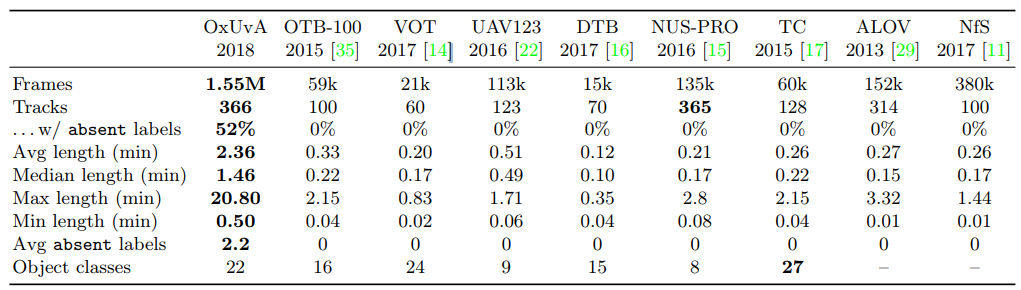 OxUvA OTB-100 VOT UAV123 DTB NUS-PRO TC ALOV NfS
2018 2015 [35] 2017 [14] 2016 [22] 2017 [16] 2016 [15] 2015 [17] 2013 [29] 2017 [11]
Frames 1.55M 59k 21k 113k 15k 135k 60k 152k 380k
Tracks 366 100 60 123 70 365 128 314 100
...w/ absent labels 52% 0% 0% 0% 0% 0% 0% 0% 0%
Avg length (min) 2.36 0.33 0.20 0.51 0.12 0.21 0.26 0.27 0.26
Median length (min) 1.46 0.22 0.17 0.49 0.10 0.17 0.22 0.15 0.17
Max length (min) 20.80 2.15 0.83 1.71 0.35 2.8 2.15 3.32 1.44
Min length (min) 0.50 0.04 0.02 0.06 0.04 0.08 0.04 0.01 0.01
Avg absent labels 2.2 0 0 0 0 0 0 0 0
Object classes 22 16 24 9 15 8 27 – –